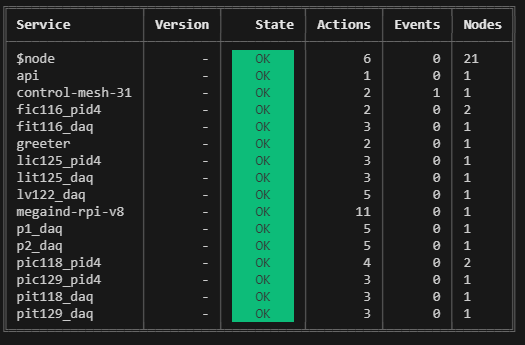 Service Version State Actions Events Nodes
$node - OK 6 0 21
api - OK 1 0 1
control-mesh-31 - OK 2 1 1
fic116_pid4 - OK 2 0 2
fit116_daq - OK 3 0 1
greeter - OK 2 0 1
lic125_pid4 - OK 3 0 1
lit125_daq - OK 3 0 1
lv122_daq - OK 5 0 1
megaind-rpi-v8 - OK 11 0 1
p1_daq - OK 5 0 1
p2_daq - OK 5 0 1
pic118_pid4 - OK 4 0 2
pic129_pid4 - OK 3 0 1
pit118_daq - OK 3 0 1
pit129_daq - OK 3 0 1